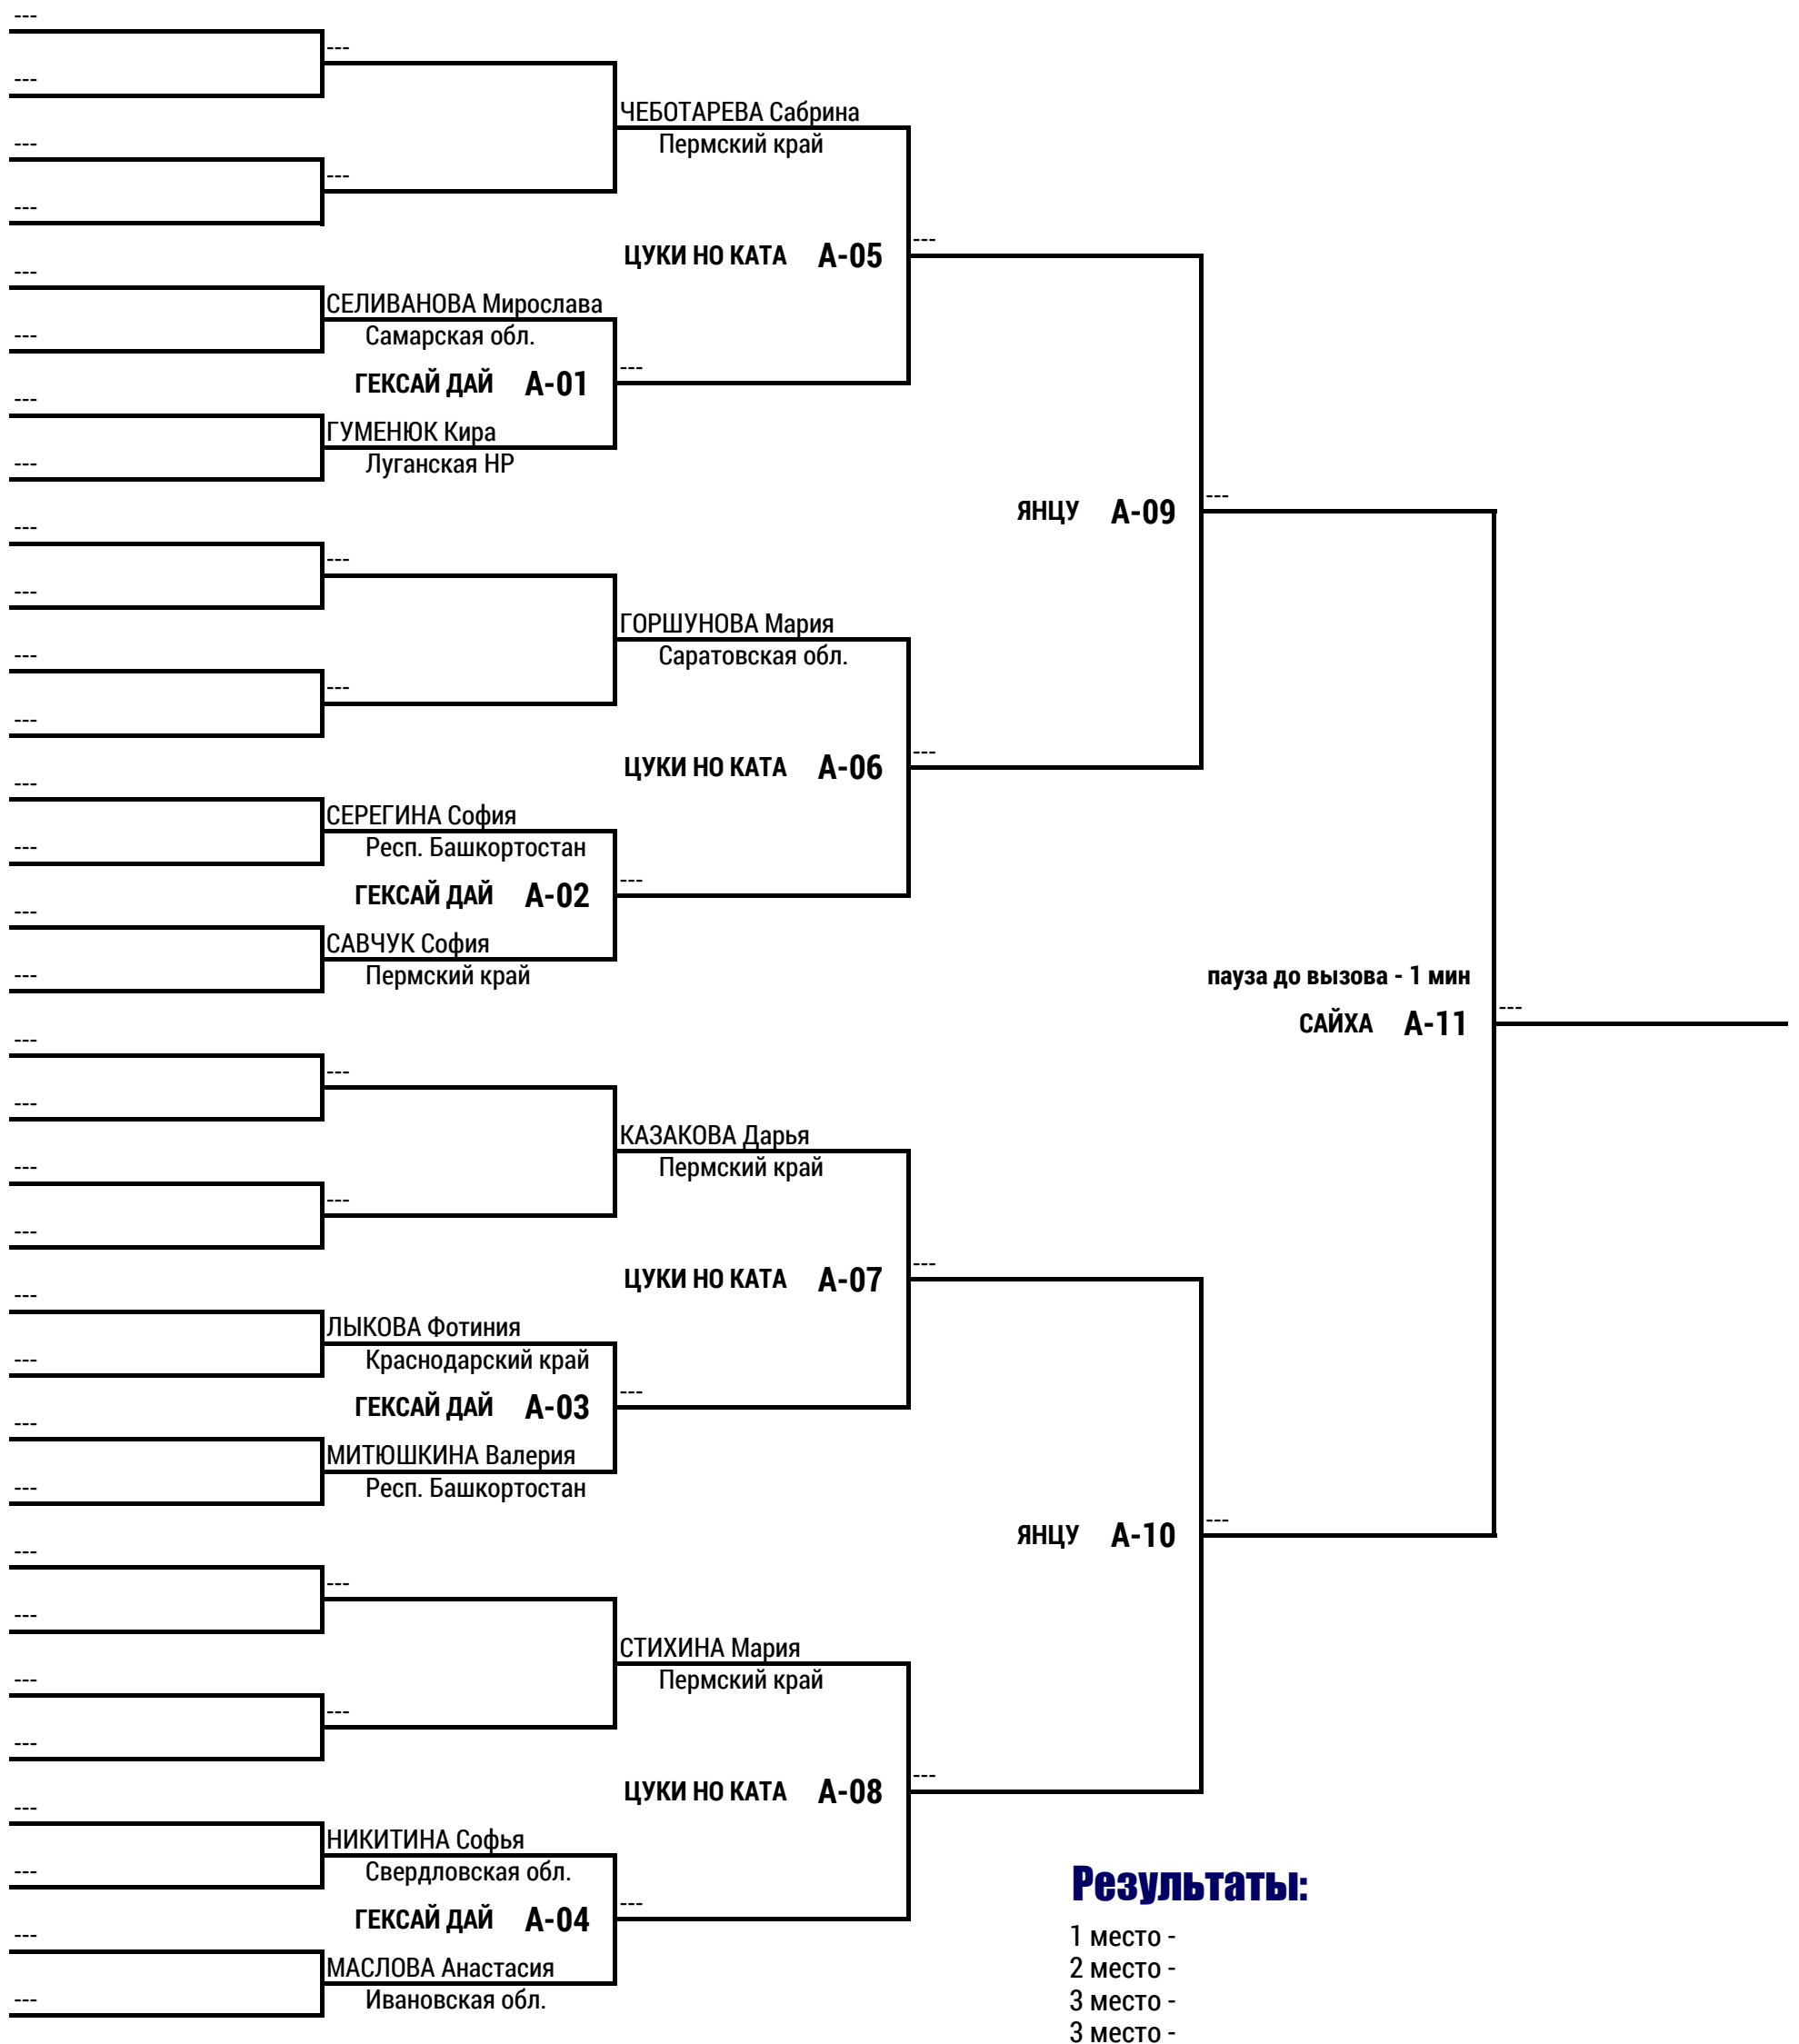 ---
---
---
---
ЧЕБОТАРЕВА Сабрина
Пермский край
---
---
---
ЦУКИ НО КАТА A-05
---
---
СЕЛИВАНОВА Мирослава
Самарская обл.
---
ГЕКСАЙ ДАЙ A-01
---
---
ГУМЕНЮК Кира
Луганская НР
---
ЯНЦУ A-09
---
---
---
---
ГОРШУНОВА Мария
Саратовская обл.
---
---
---
ЦУКИ НО КАТА A-06
---
---
СЕРЕГИНА София
Респ. Башкортостан
---
ГЕКСАЙ ДАЙ A-02
---
---
САВЧУК София
Пермский край
---
пауза до вызова - 1 мин
САЙХА A-11
---
---
---
---
КАЗАКОВА Дарья
Пермский край
---
---
---
ЦУКИ НО КАТА A-07
---
---
ЛЫКОВА Фотиния
Краснодарский край
---
ГЕКСАЙ ДАЙ A-03
---
---
МИТЮШКИНА Валерия
Респ. Башкортостан
---
ЯНЦУ A-10
---
---
---
---
СТИХИНА Мария
Пермский край
---
---
---
ЦУКИ НО КАТА A-08
---
---
НИКИТИНА Софья
Свердловская обл.
---
ГЕКСАЙ ДАЙ A-04
---
---
МАСЛОВА Анастасия
Ивановская обл.
---
Результаты:
1 место -
2 место -
3 место -
3 место -